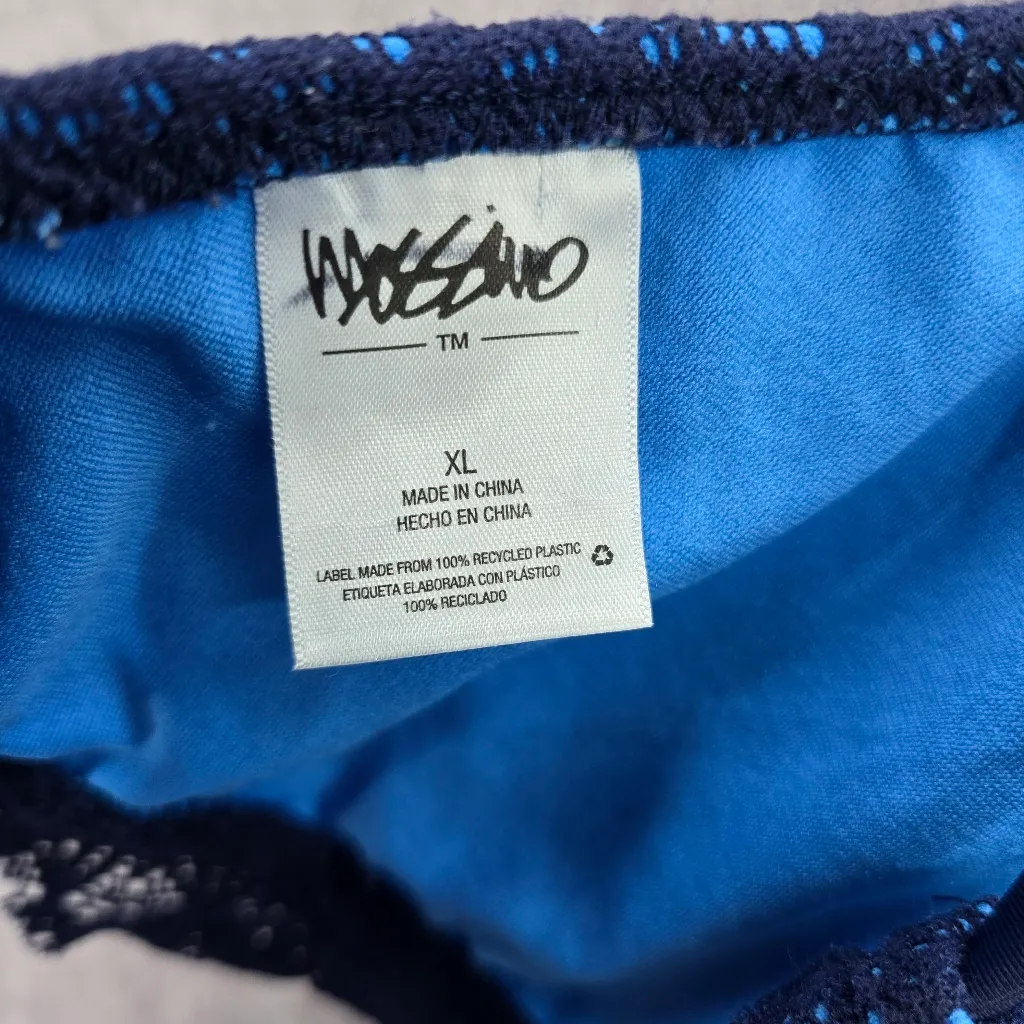 Mossimo
TM
XL
MADE IN CHINA
HECHO EN CHINA
LABEL MADE FROM 100% RECYCLED PLASTIC
ETIQUETA ELABORADA CON PLÁSTICO
100% RECICLADO